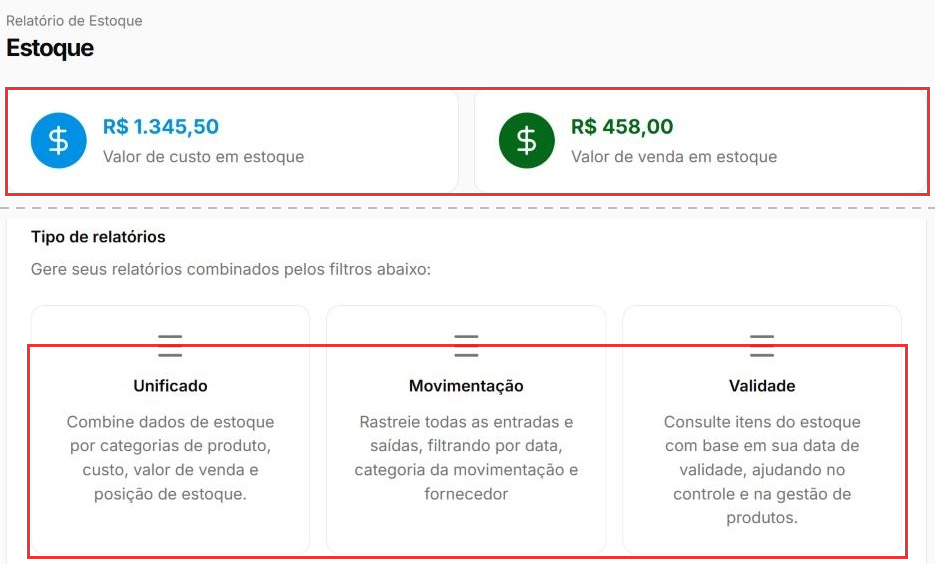 Relatório de Estoque
Estoque
R$ 1.345,50
Valor de custo em estoque
R$ 458,00
Valor de venda em estoque
Tipo de relatórios
Gere seus relatórios combinados pelos filtros abaixo:
Unificado
Combine dados de estoque
por categorias de produto,
custo, valor de venda e
posição de estoque.
Movimentação
Rastreie todas as entradas e
saídas, filtrando por data,
categoria da movimentação e
fornecedor
Validade
Consulte itens do estoque
com base em sua data de
validade, ajudando no
controle e na gestão de
produtos.